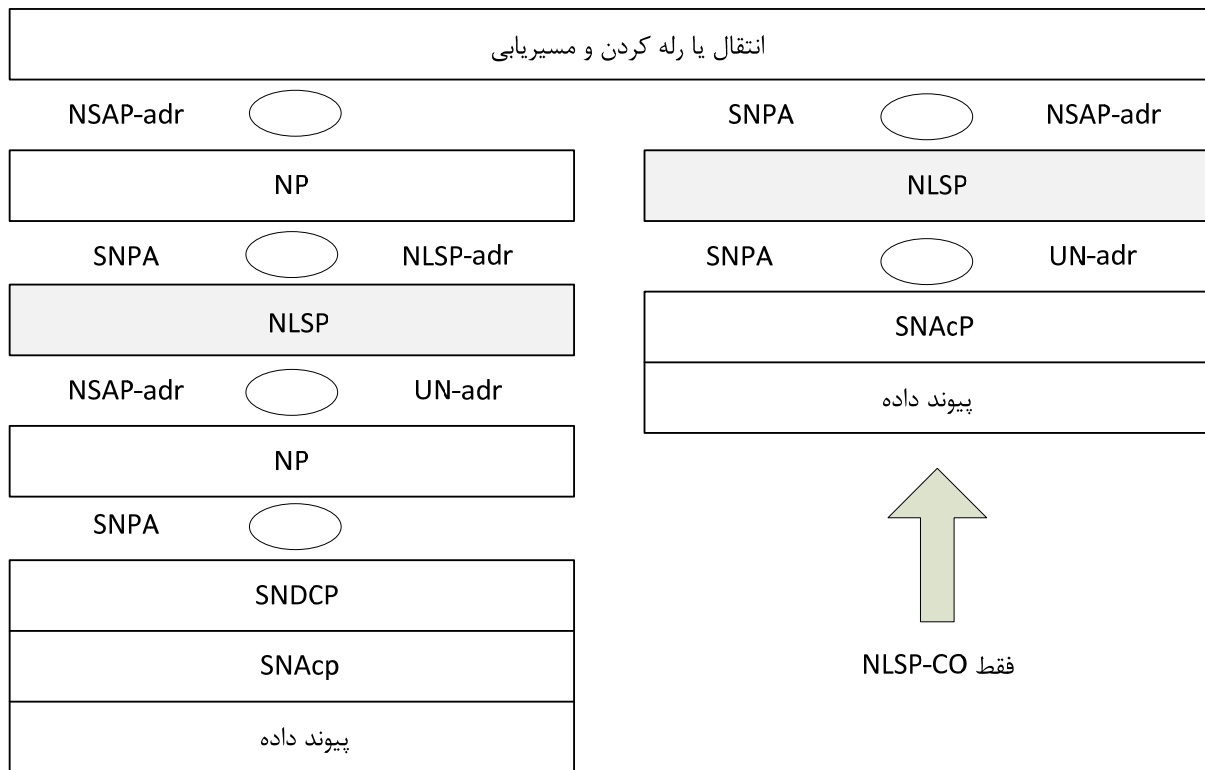 انتقال یا رله کردن و مسیریابی
NSAP-adr
NP
SNPA NLSP-adr
NLSP
NSAP-adr UN-adr
NP
SNPA
SNDCP
SNAcp
پیوند داده
SNPA NSAP-adr
NLSP
SNPA UN-adr
SNAcP
پیوند داده
فقط NLSP-CO